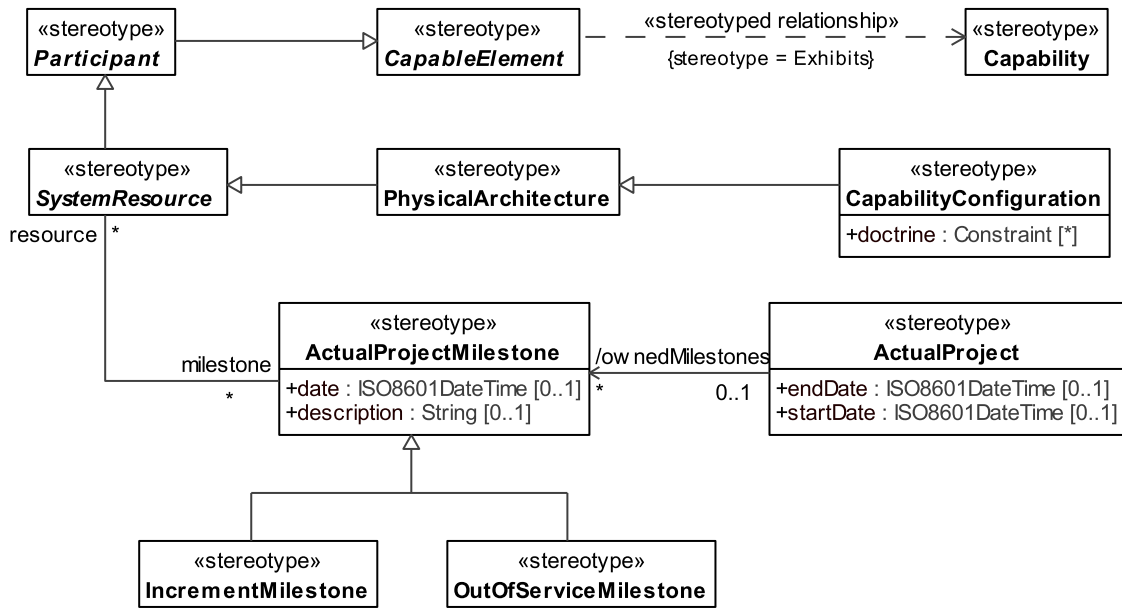 «stereotype»
Participant
«stereotype»
CapableElement
«stereotyped relationship»
{stereotype = Exhibits}
«stereotype»
Capability
«stereotype»
SystemResource
«stereotype»
PhysicalArchitecture
«stereotype»
CapabilityConfiguration
+doctrine : Constraint [*]
resource *
milestone
*
«stereotype»
ActualProjectMilestone
+date : ISO8601DateTime [0..1]
+description : String [0..1]
/ow nedMilestones
* 0..1
«stereotype»
ActualProject
+endDate : ISO8601DateTime [0..1]
+startDate : ISO8601DateTime [0..1]
«stereotype»
IncrementMilestone
«stereotype»
OutOfServiceMilestone